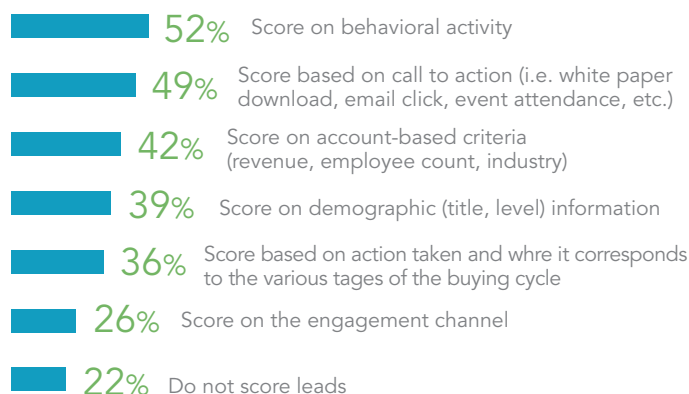 52% Score on behavioral activity
49% Score based on call to action (i.e. white paper
download, email click, event attendance, etc.)
42% Score on account-based criteria
(revenue, employee count, industry)
39% Score on demographic (title, level) information
36% Score based on action taken and whre it corresponds
to the various tages of the buying cycle
26% Score on the engagement channel
22% Do not score leads